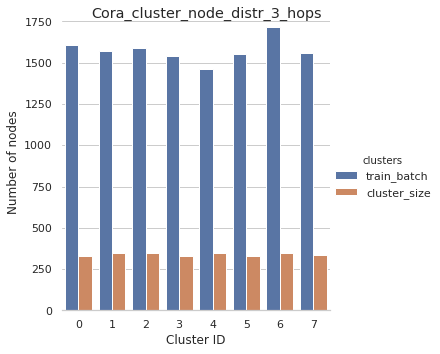 Cora_cluster_node_distr_3_hops
1750
1500
1250
1000
750
500
250
0
Number of nodes
0 1 2 3 4 5 6 7
Cluster ID
clusters
train_batch
cluster_size